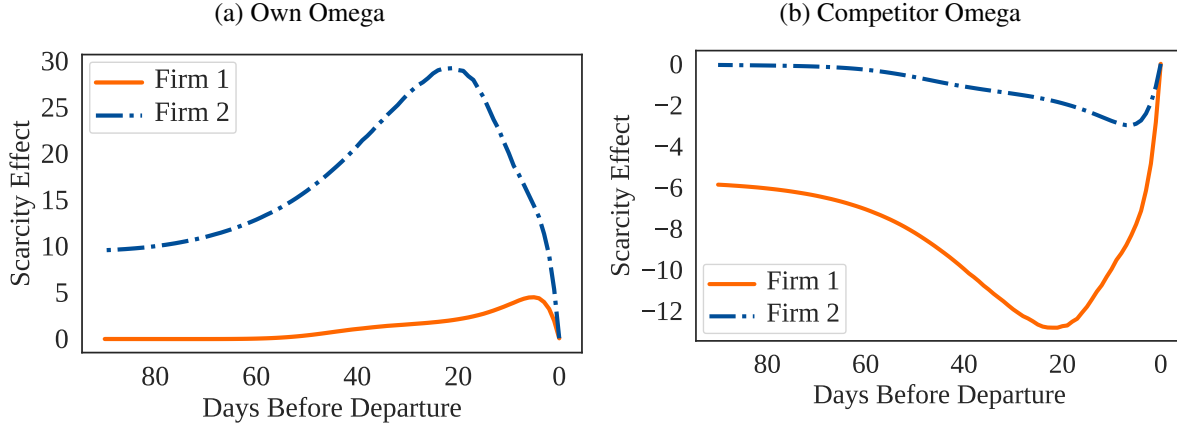 (a) Own Omega
30
25
20
15
10
5
0
Scarcity Effect
Firm 1
Firm 2
80
60
40
20
0
Days Before Departure
(b) Competitor Omega
0
−2
−4
−6
−8
−10
−12
Scarcity Effect
Firm 1
Firm 2
80
60
40
20
0
Days Before Departure